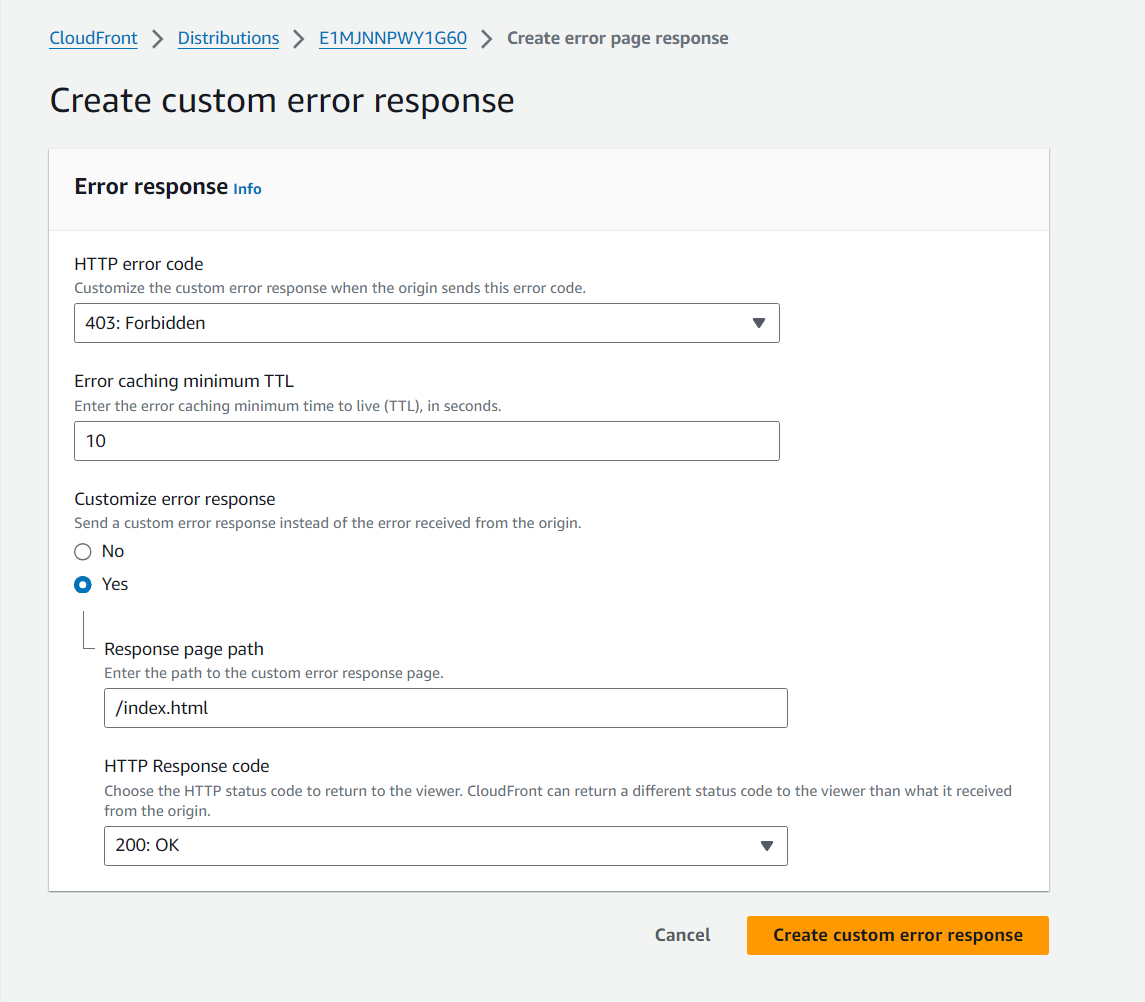 CloudFront > Distributions > E1MJNNPWY1G60 > Create error page response
Create custom error response
Error response Info
HTTP error code
Customize the custom error response when the origin sends this error code.
403: Forbidden
Error caching minimum TTL
Enter the error caching minimum time to live (TTL), in seconds.
10
Customize error response
Send a custom error response instead of the error received from the origin.
No
Yes
Response page path
Enter the path to the custom error response page.
/index.html
HTTP Response code
Choose the HTTP status code to return to the viewer. CloudFront can return a different status code to the viewer than what it received
from the origin.
200: OK
Cancel Create custom error response